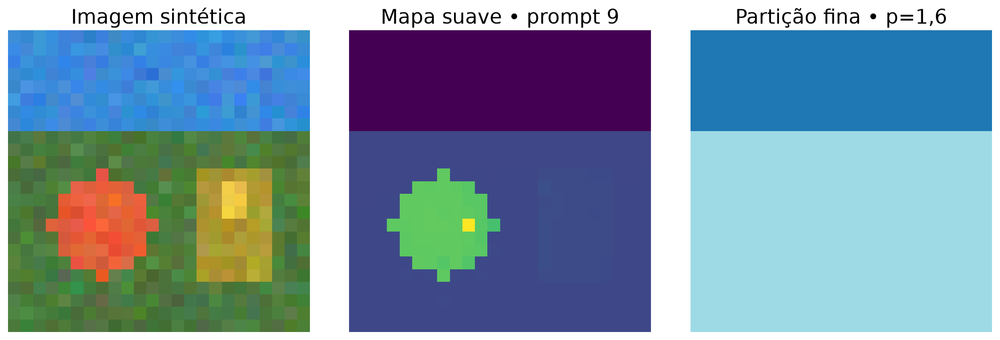 Imagem sintética
Mapa suave • prompt 9
Partição fina • p=1,6